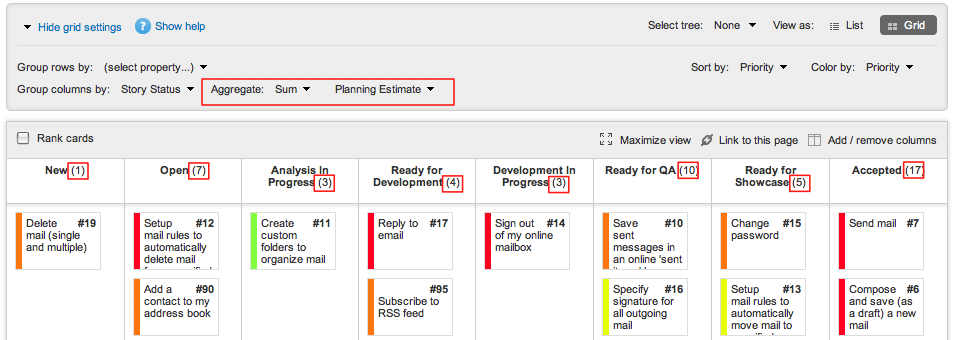 Hide grid settings ? Show help Select tree: None View as: List Grid
Group rows by: (select property...) Sort by: Priority Color by: Priority
Group columns by: Story Status Aggregate: Sum Planning Estimate
Rank cards Maximize view Link to this page Add / remove columns
New (1)
Open (7)
Analysis In
Progress (3)
Ready for
Development (4)
Development In
Progress (3)
Ready for QA (10)
Ready for
Showcase (5)
Accepted (17)
Delete #19
mail (single
and multiple)
Setup #12
mail rules to
automatically
delete mail
Create #11
custom
folders to
organize mail
Reply to #17
email
Sign out #14
of my online
mailbox
Save #10
sent
messages in
an online 'sent
Change #15
password
Send mail #7
Add a #90
contact to my
address book
#95
Subscribe to
RSS feed
Specify #16
signature for
all outgoing
mail
Setup #13
mail rules to
automatically
move mail to
Compose #6
and save (as
a draft) a new
mail